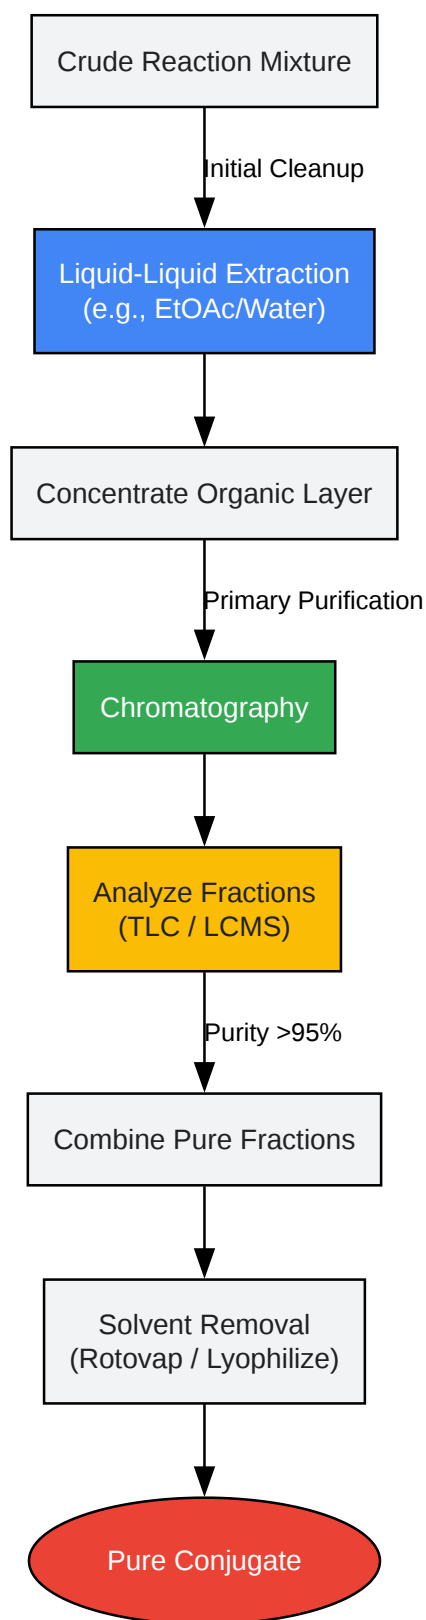 Crude Reaction Mixture
Initial Cleanup
Liquid-Liquid Extraction
(e.g., EtOAc/Water)
Concentrate Organic Layer
Primary Purification
Chromatography
Analyze Fractions
(TLC / LCMS)
Purity >95%
Combine Pure Fractions
Solvent Removal
(Rotovap / Lyophilize)
Pure Conjugate